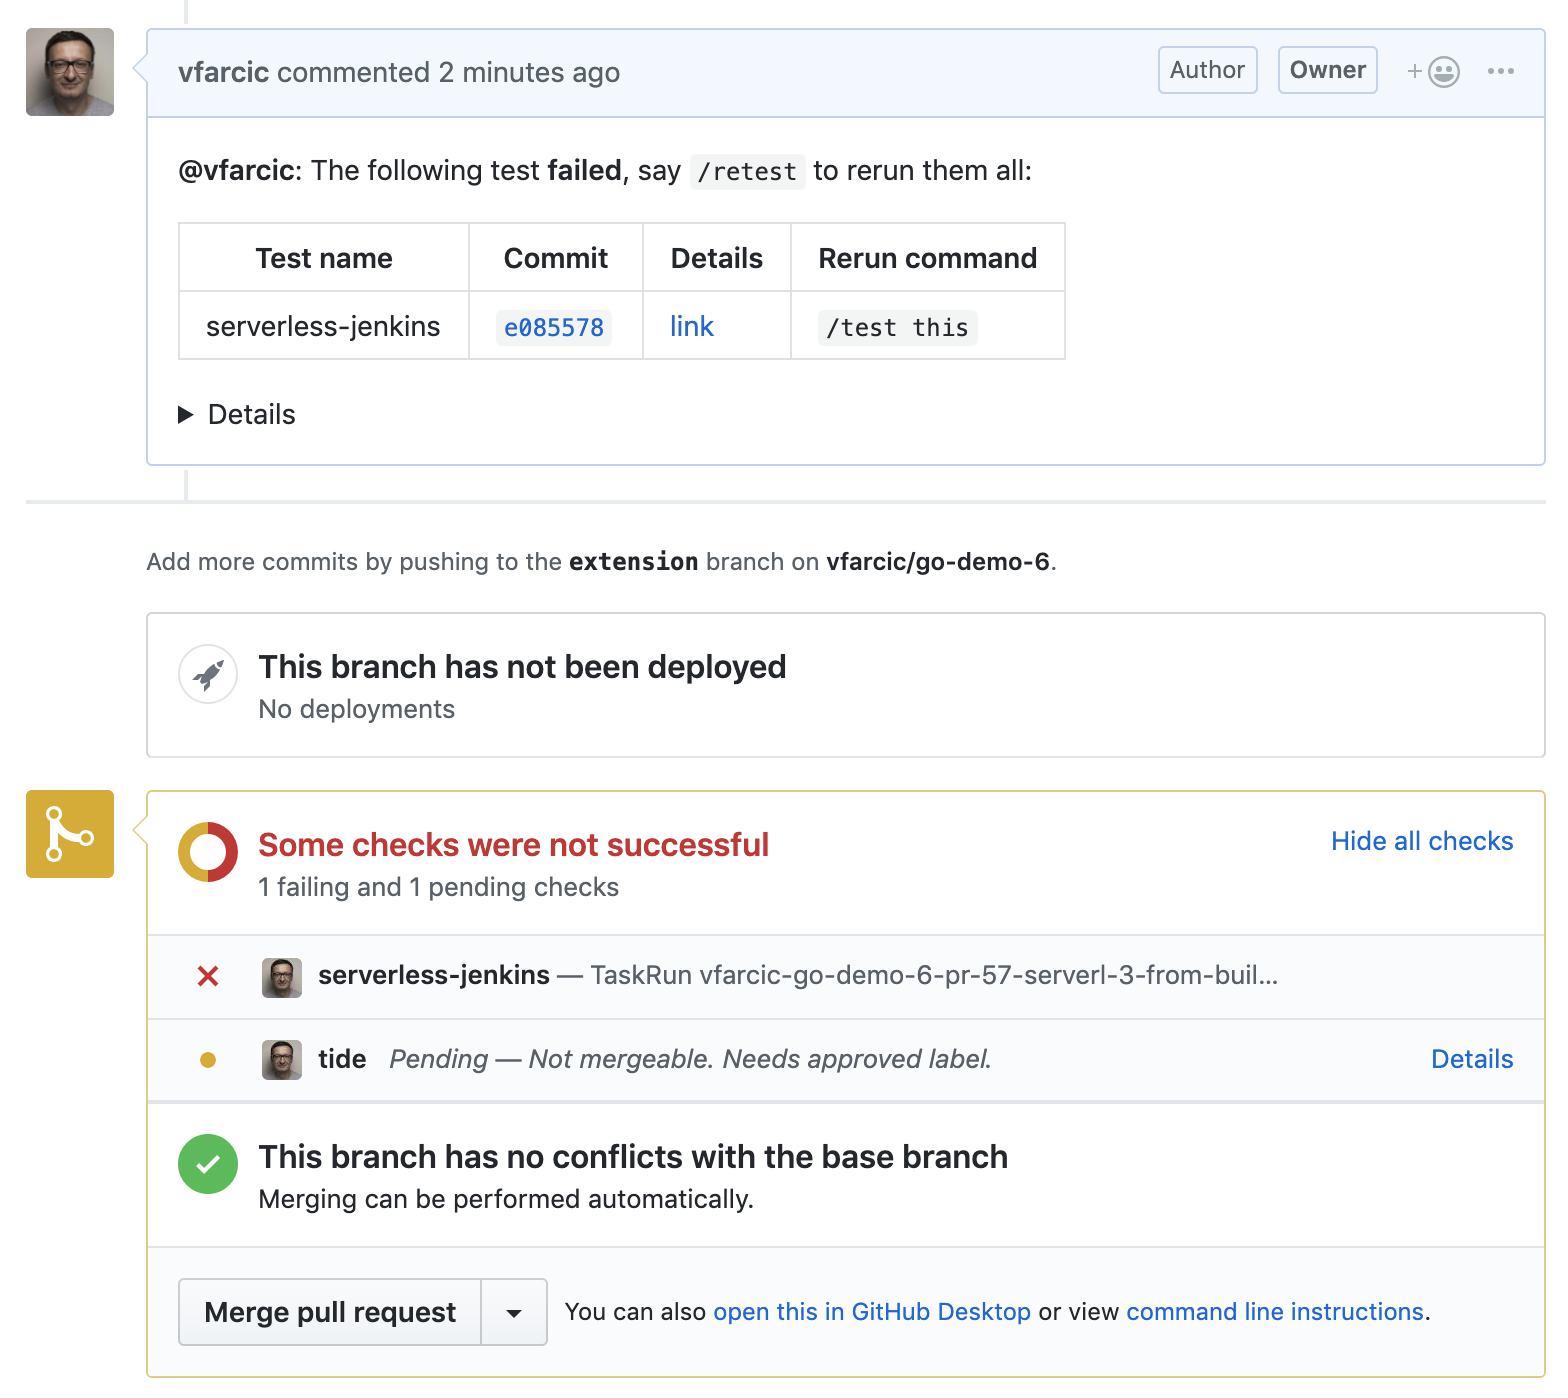 vfarcic commented 2 minutes ago Author Owner
@vfarcic: The following test failed, say /retest to rerun them all:
Test name Commit Details Rerun command
serverless-jenkins e085578 link /test this
Details
Add more commits by pushing to the extension branch on vfarcic/go-demo-6.
This branch has not been deployed
No deployments
Some checks were not successful Hide all checks
1 failing and 1 pending checks
serverless-jenkins — TaskRun vfarcic-go-demo-6-pr-57-serverl-3-from-buil...
tide Pending — Not mergeable. Needs approved label. Details
This branch has no conflicts with the base branch
Merging can be performed automatically.
Merge pull request You can also open this in GitHub Desktop or view command line instructions.